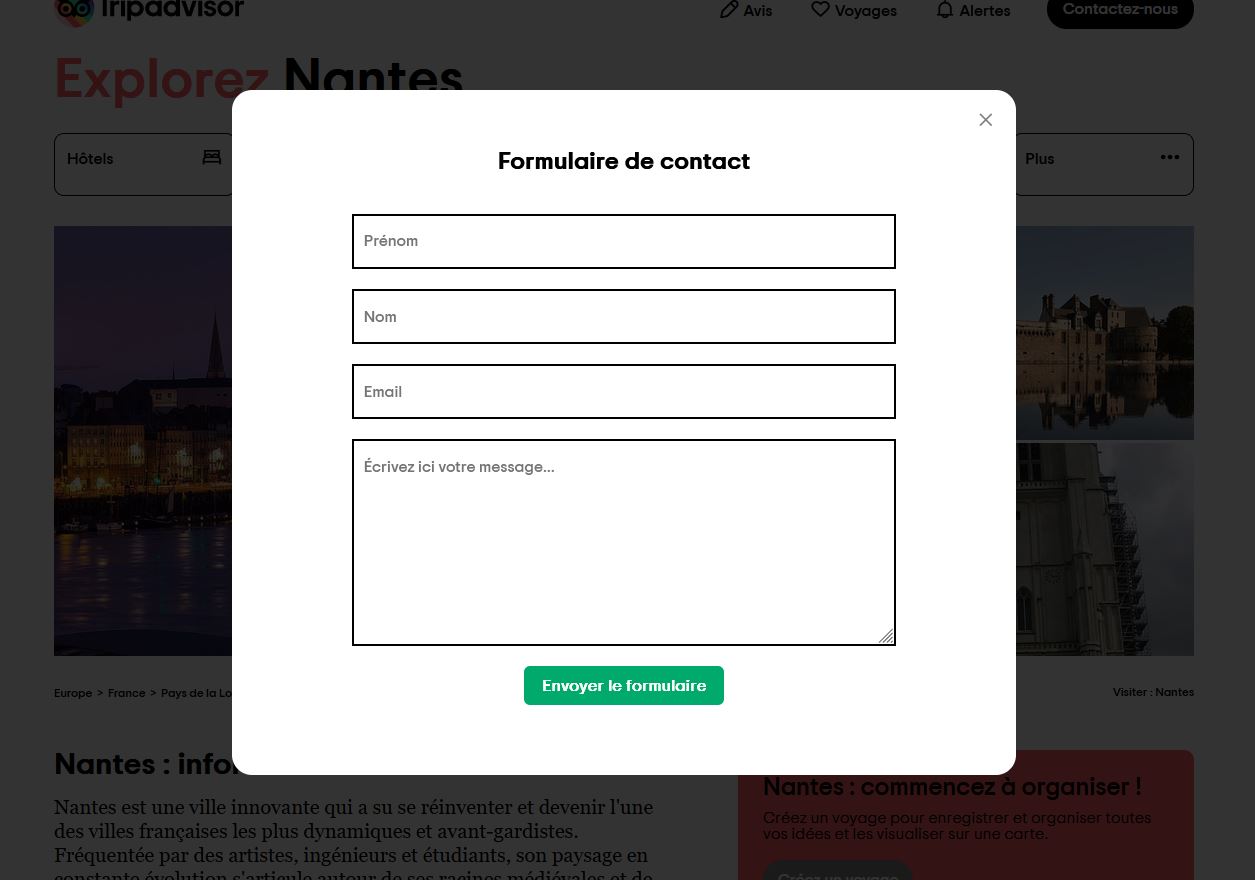 Tripadvisor
Avis
Voyages
Alertes
Contactez-nous
Explorez Nantes
Hôtels
Plus
Formulaire de contact
Prénom
Nom
Email
Écrivez ici votre message...
Envoyer le formulaire
Europe > France > Pays de la Lo
Visiter : Nantes
Nantes : infor
Nantes est une ville innovante qui a su se réinventer et devenir l'une
des villes françaises les plus dynamiques et avant-gardistes.
Fréquentée par des artistes, ingénieurs et étudiants, son paysage en
constante évolution s'articule autour de ses racines médiévales et de
Nantes : commencez à organiser !
Créez un voyage pour enregistrer et organiser toutes
vos idées et les visualiser sur une carte.
Créez un voyage